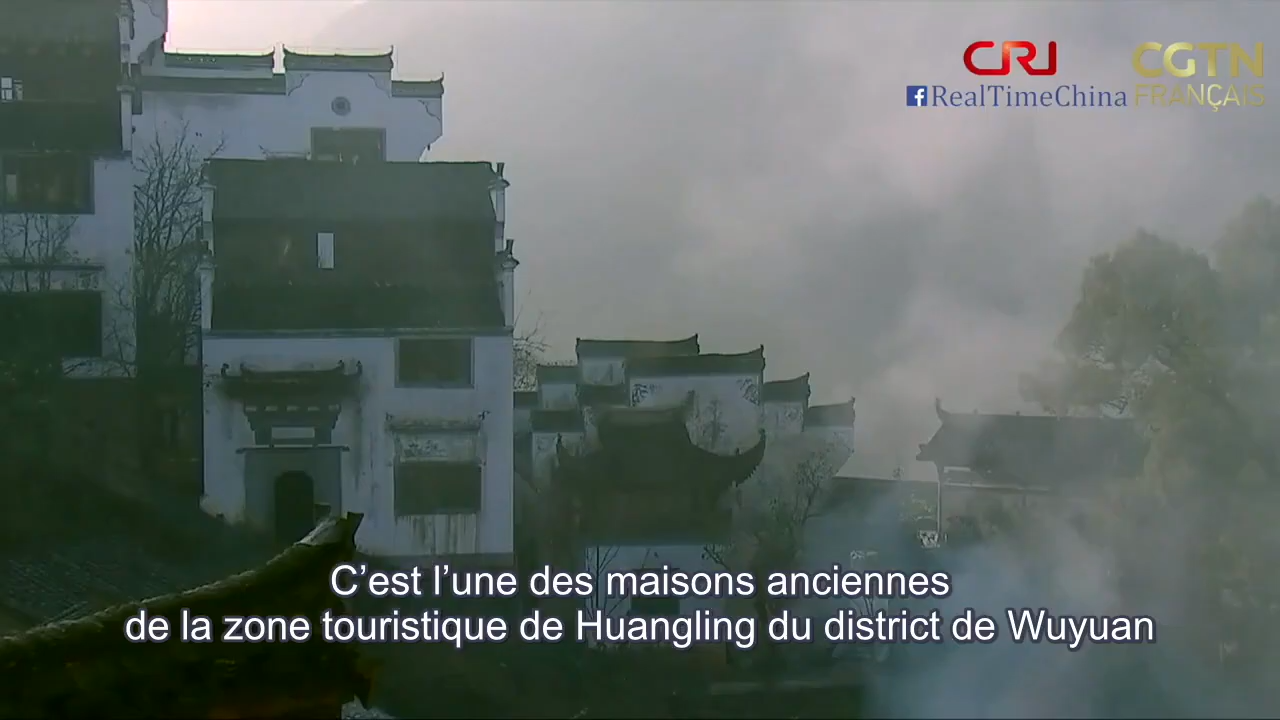 CRI
CGTN
RealTimeChina
FRANÇAIS
C’est l’une des maisons anciennes
de la zone touristique de Huangling du district de Wuyuan